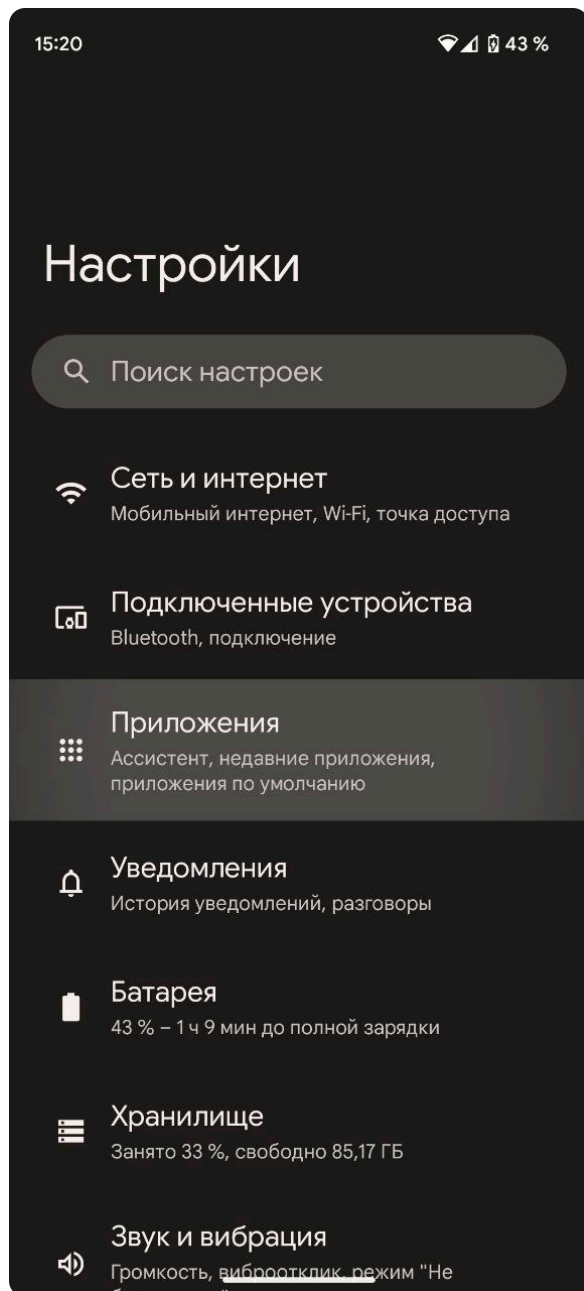 15:20
43 %
Настройки
Поиск настроек
Сеть и интернет
Мобильный интернет, Wi-Fi, точка доступа
Подключенные устройства
Bluetooth, подключение
Приложения
Ассистент, недавние приложения,
приложения по умолчанию
Уведомления
История уведомлений, разговоры
Батарея
43 % – 1 ч 9 мин до полной зарядки
Хранилище
Занято 33 %, свободно 85,17 ГБ
Звук и вибрация
Громкость, виброотклик, режим "Не